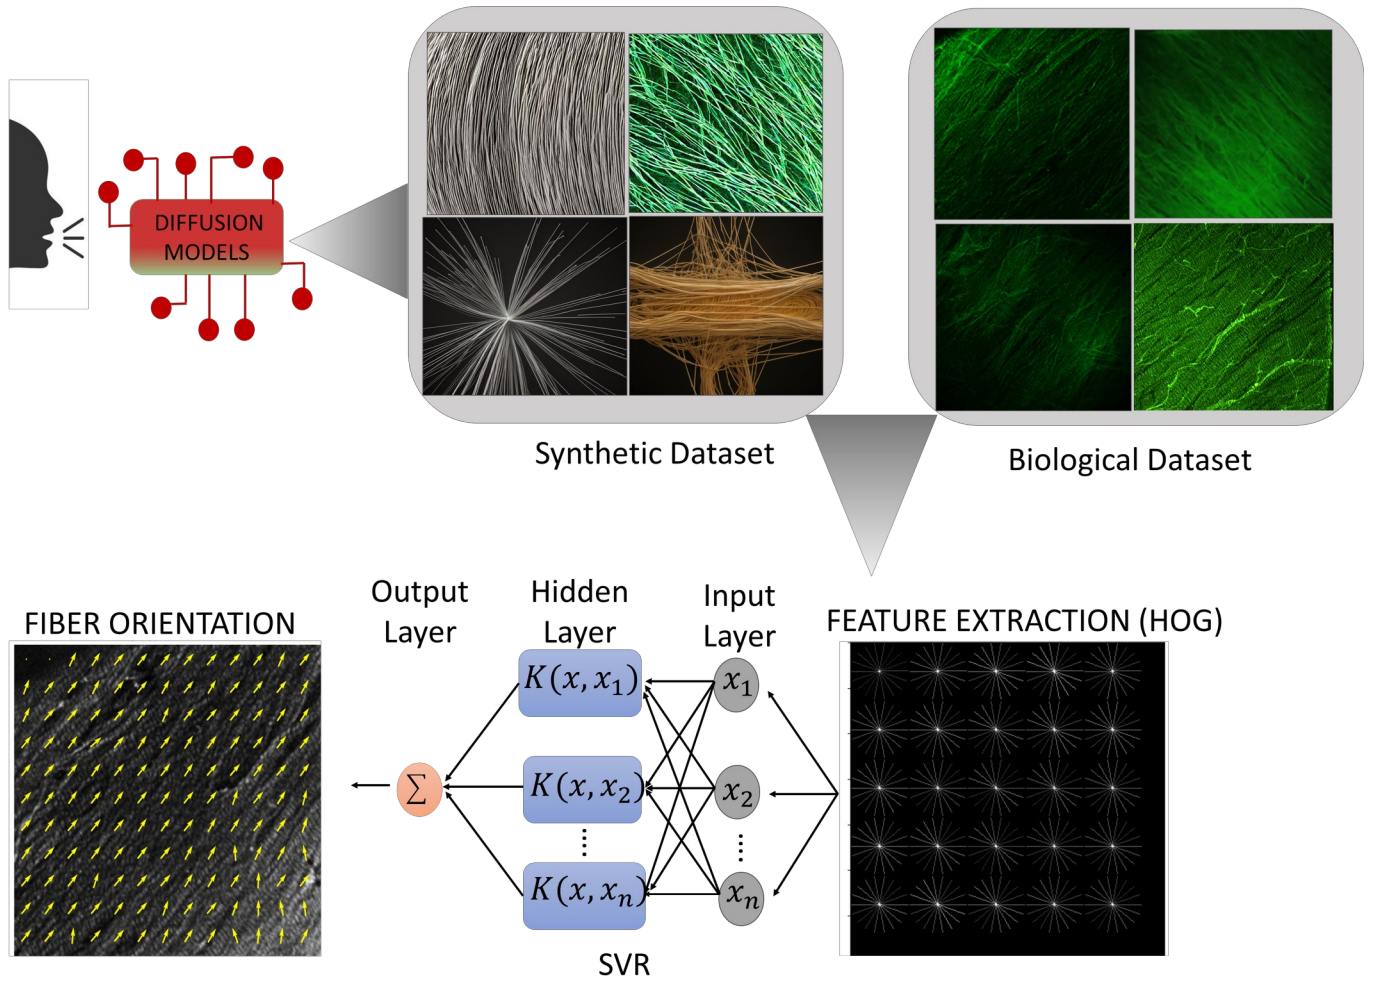 DIFFUSION
MODELS
Synthetic Dataset
Biological Dataset
FIBER ORIENTATION
Output
Layer
Hidden
Layer
Input
Layer
FEATURE EXTRACTION (HOG)
∑
K(x, x₁)
K(x, x₂)
K(x, xₙ)
x₁
x₂
xₙ
SVR